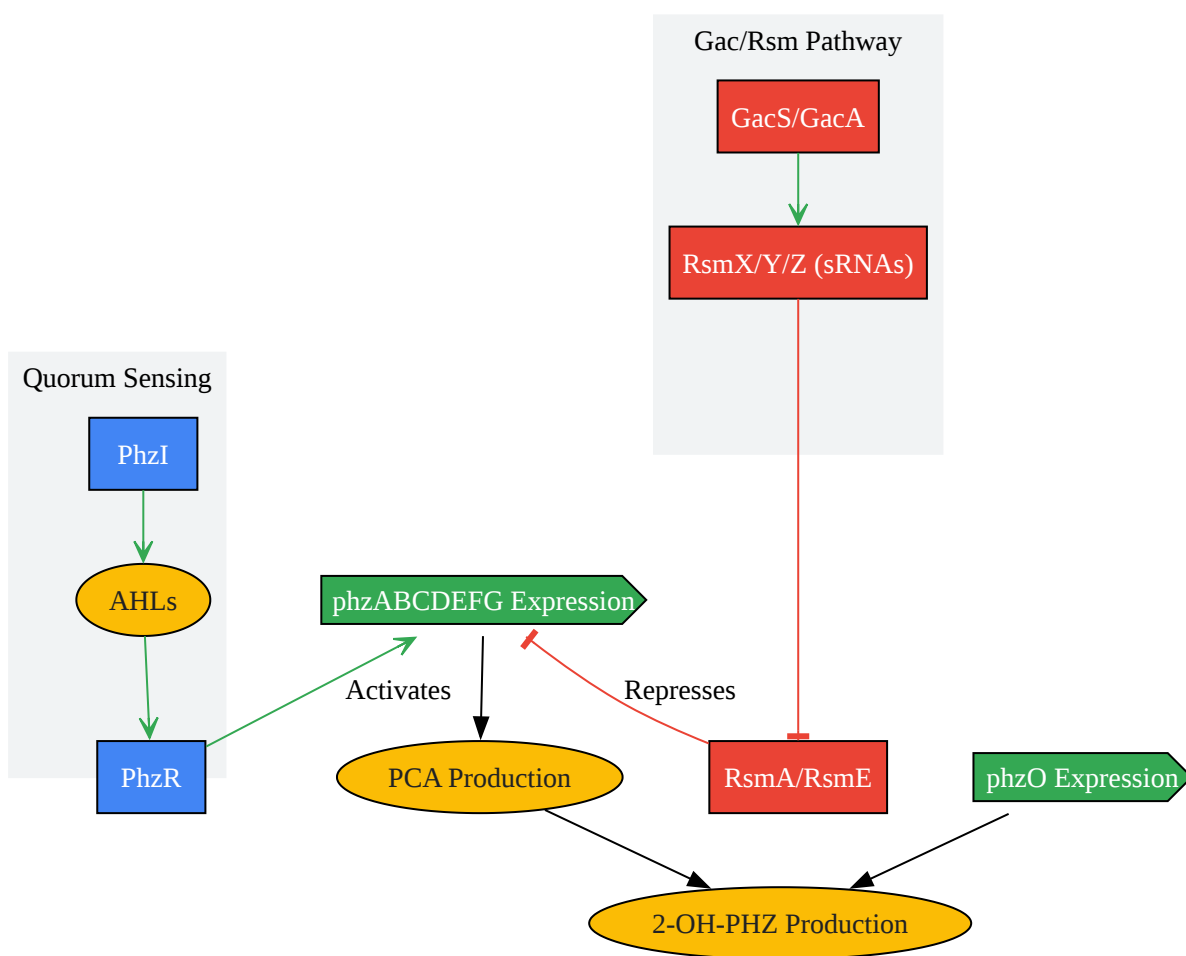 Gac/Rsm Pathway
GacS/GacA
RsmX/Y/Z (sRNAs)
Quorum Sensing
PhzI
AHLs
phzABCDEFG Expression
Activates
Represses
PhzR
PCA Production
RsmA/RsmE
phzO Expression
2-OH-PHZ Production